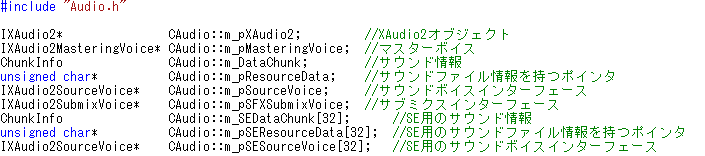 #include "Audio.h"
IXAudio2* CAudio::m_pXAudio2; //XAudio2オブジェクト
IXAudio2MasteringVoice* CAudio::m_pMasteringVoice; //マスターボイス
ChunkInfo CAudio::m_DataChunk; //サウンド情報
unsigned char* CAudio::m_pResourceData; //サウンドファイル情報を持つポインタ
IXAudio2SourceVoice* CAudio::m_pSourceVoice; //サウンドボイスインターフェース
IXAudio2SubmixVoice* CAudio::m_pSFXSubmixVoice; //サブミクスインターフェース
ChunkInfo CAudio::m_SEDataChunk[32]; //SE用のサウンド情報
unsigned char* CAudio::m_pSEResourceData[32]; //SE用のサウンドファイル情報を持つポインタ
IXAudio2SourceVoice* CAudio::m_pSESourceVoice[32]; //SE用のサウンドボイスインターフェース